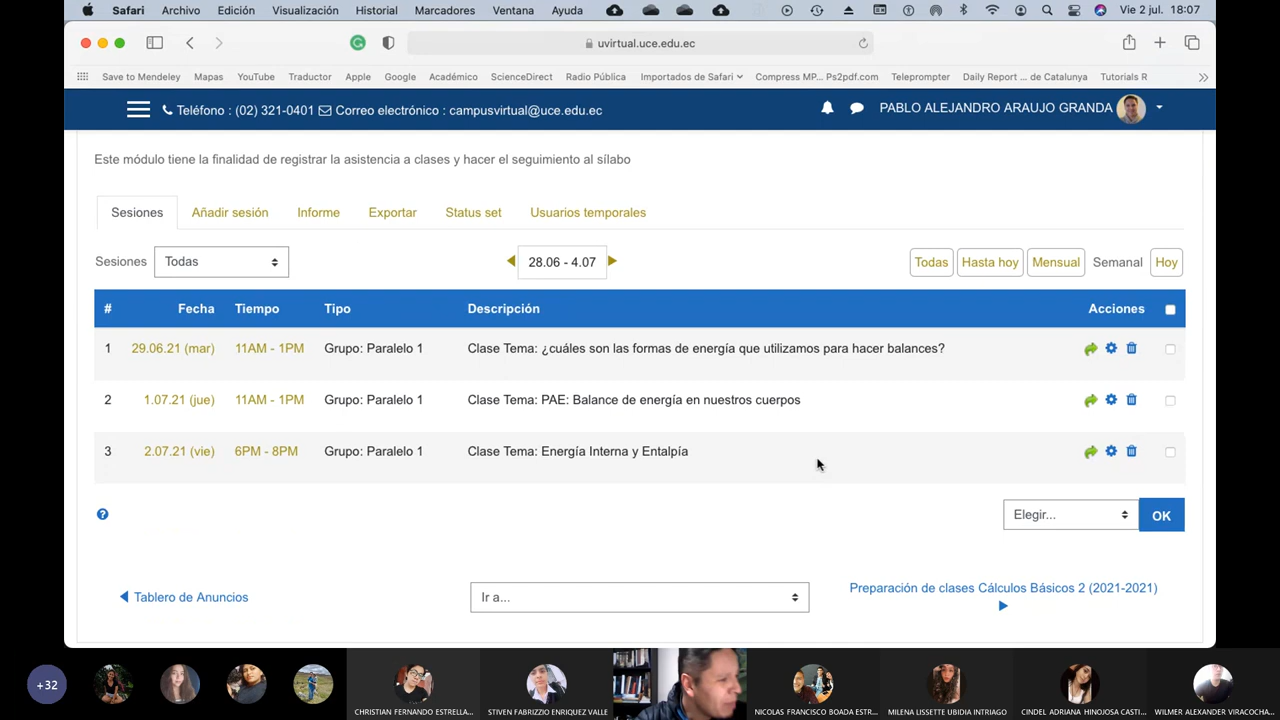 Safari Archivo Edición Visualización Historial Marcadores Ventana Ayuda Vie 2 jul. 18:07
uvirtual.uce.edu.ec
Save to Mendeley Mapas YouTube Traductor Apple Google Académico ScienceDirect Radio Pública Importados de Safari Compress MP... Ps2pdf.com Teleprompter Daily Report ... de Catalunya Tutorials R
Teléfono : (02) 321-0401 Correo electrónico : campusvirtual@uce.edu.ec PABLO ALEJANDRO ARAUJO GRANDA
Este módulo tiene la finalidad de registrar la asistencia a clases y hacer el seguimiento al sílabo
Sesiones Añadir sesión Informe Exportar Status set Usuarios temporales
Sesiones Todas 28.06 - 4.07 Todas Hasta hoy Mensual Semanal Hoy
# Fecha Tiempo Tipo Descripción Acciones
1 29.06.21 (mar) 11AM - 1PM Grupo: Paralelo 1 Clase Tema: ¿cuáles son las formas de energía que utilizamos para hacer balances?
2 1.07.21 (jue) 11AM - 1PM Grupo: Paralelo 1 Clase Tema: PAE: Balance de energía en nuestros cuerpos
3 2.07.21 (vie) 6PM - 8PM Grupo: Paralelo 1 Clase Tema: Energía Interna y Entalpía
Elegir... OK
Tablero de Anuncios Ir a... Preparación de clases Cálculos Básicos 2 (2021-2021)
+32
CHRISTIAN FERNANDO ESTRELLA... STIVEN FABRIZZIO ENRIQUEZ VALLE NICOLAS FRANCISCO BOADA ESTR... MILENA LISSETTE UBIDIA INTRIAGO CINDEL ADRIANA HINOJOSA CASTI... WILMER ALEXANDER VIRACOCHA...